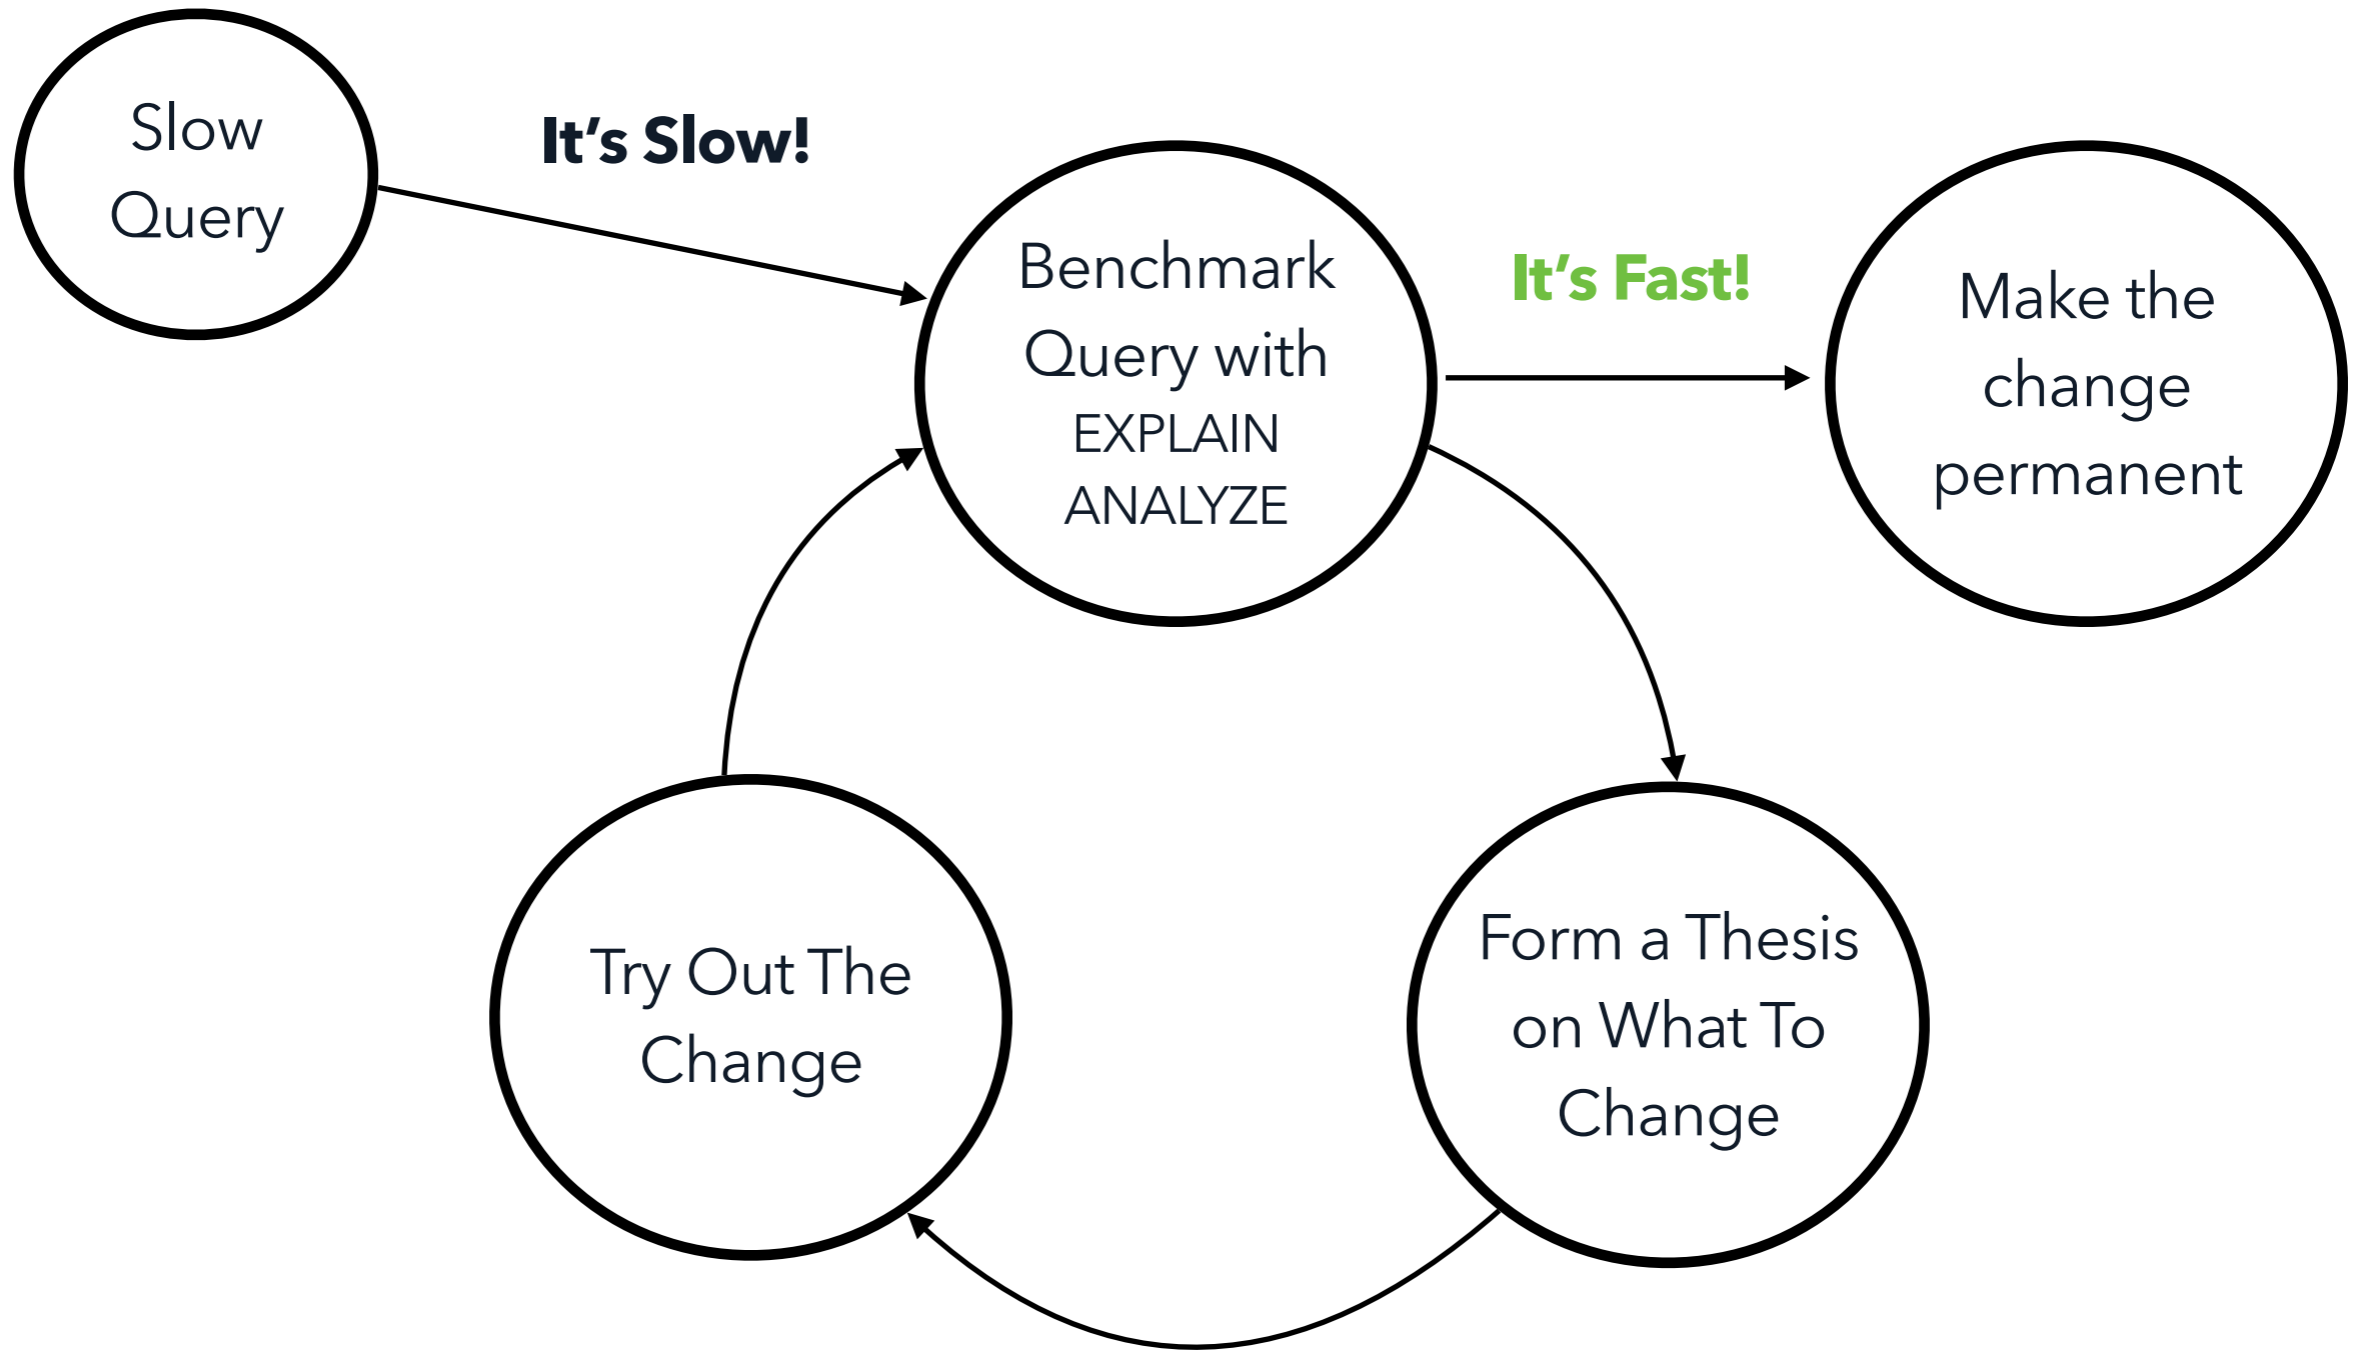 Slow
Query
It’s Slow!
Benchmark
Query with
EXPLAIN
ANALYZE
It’s Fast!
Make the
change
permanent
Try Out The
Change
Form a Thesis
on What To
Change